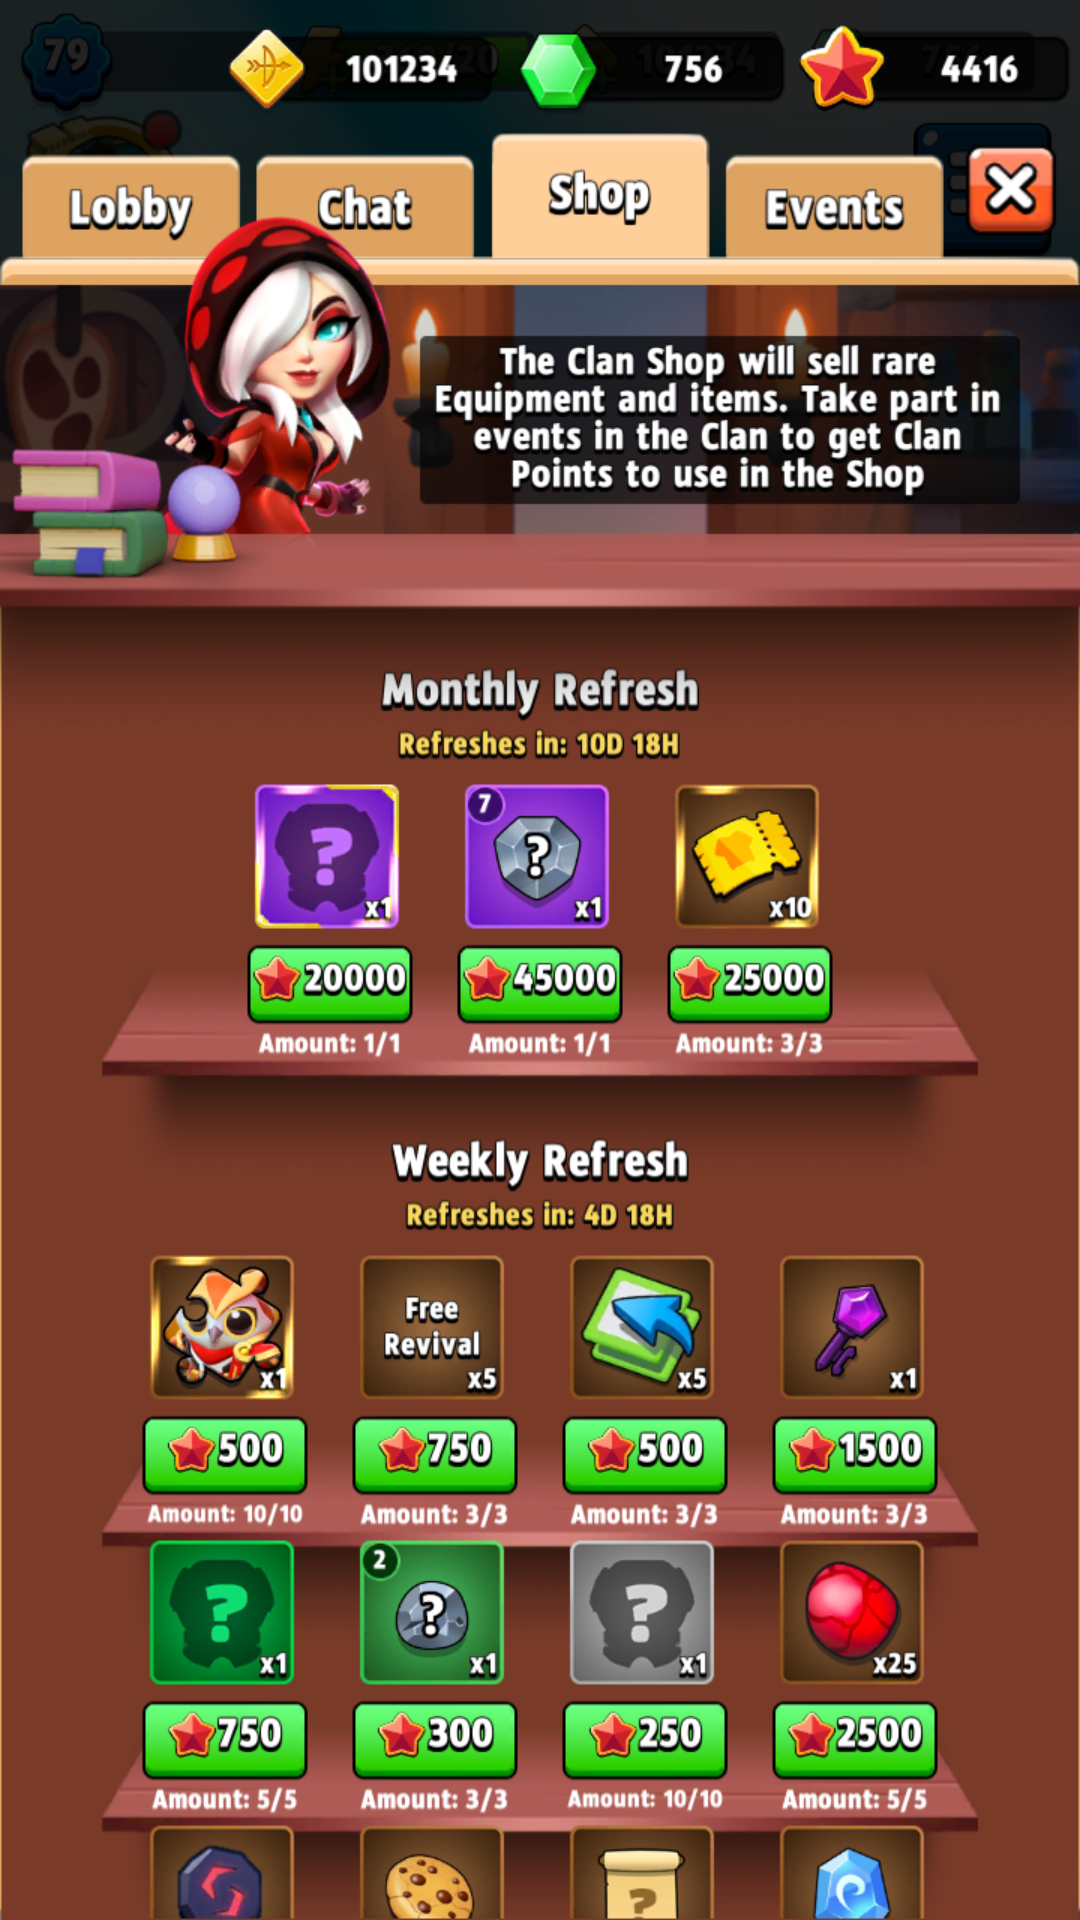 79 101234 756 4416
Lobby Chat Shop Events
The Clan Shop will sell rare
Equipment and items. Take part in
events in the Clan to get Clan
Points to use in the Shop
Monthly Refresh
Refreshes in: 10D 18H
? 7 ?
x1 x1 x10
20000 45000 25000
Amount: 1/1 Amount: 1/1 Amount: 3/3
Weekly Refresh
Refreshes in: 4D 18H
Free
Revival
x1 x5 x5 x1
500 750 500 1500
Amount: 10/10 Amount: 3/3 Amount: 3/3 Amount: 3/3
2
? ? ?
x1 x1 x1 x25
750 300 250 2500
Amount: 5/5 Amount: 3/3 Amount: 10/10 Amount: 5/5
?